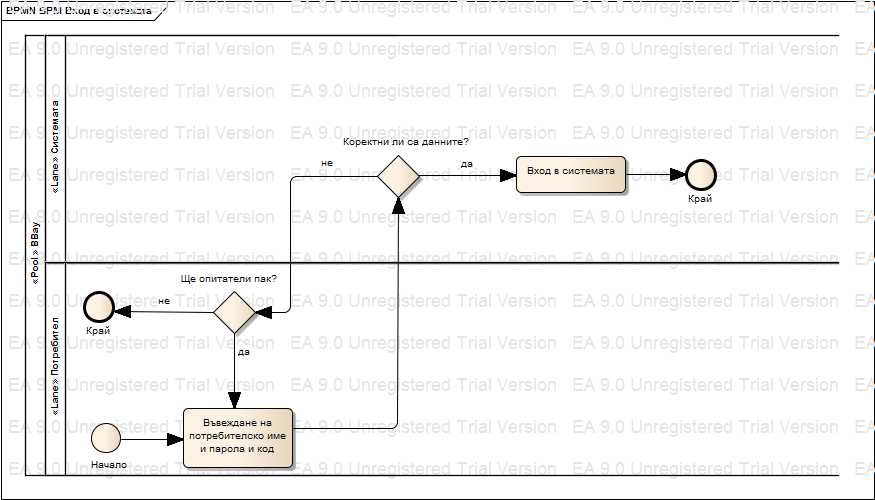 BPMN BPM Вход в системата
EA 9.0 Unregistered Trial Version
«Pool» BBay
«Lane» Системата
Коректни ли са данните?
не
да
Вход в системата
Край
«Lane» Потребител
Ще опитатели пак?
не
Край
да
Въвеждане на
потребителско име
и парола и код
Начало